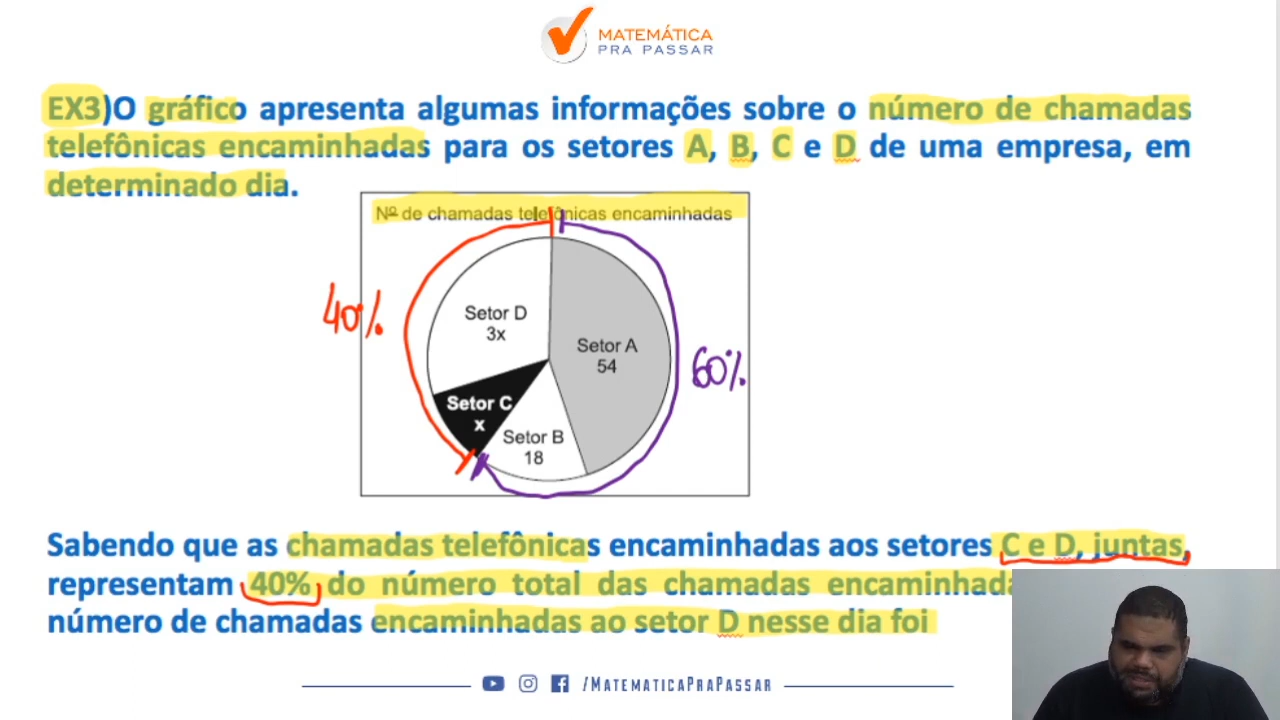 MATEMÁTICA
PRA PASSAR
EX3)O gráfico apresenta algumas informações sobre o número de chamadas
telefônicas encaminhadas para os setores A, B, C e D de uma empresa, em
determinado dia.
Nº de chamadas telefônicas encaminhadas
40%
Setor D
3x
Setor A
54
60%
Setor C
x
Setor B
18
Sabendo que as chamadas telefônicas encaminhadas aos setores C e D, juntas,
representam 40% do número total das chamadas
número de chamadas encaminhadas ao setor D nesse dia foi
/MATEMATICAPRAPASSAR